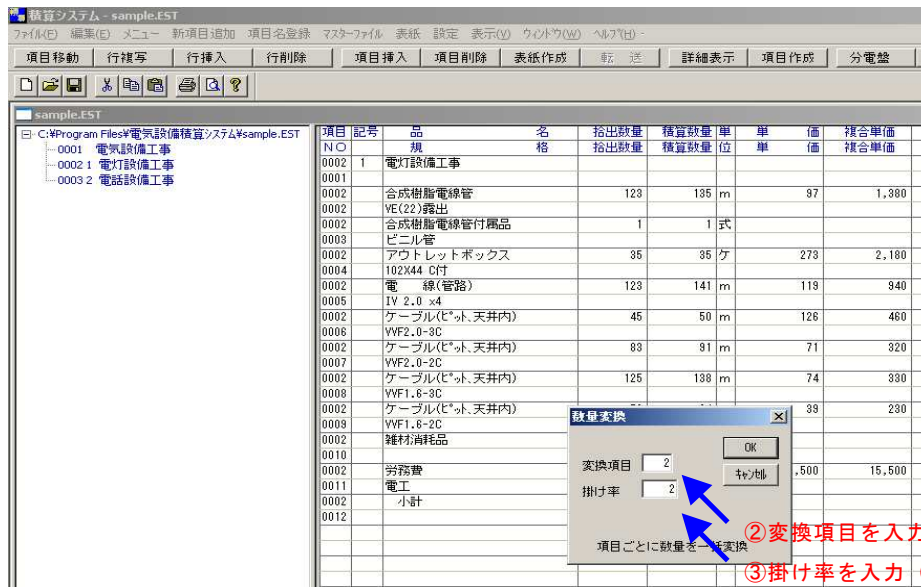 積算システム - sample.EST
ファイル(F) 編集(E) メニュー 新項目追加 項目名登録 マスターファイル 表紙 設定 表示(V) ウィンドウ(W) ヘルプ(H) -
項目移動 行複写 行挿入 行削除 項目挿入 項目削除 表紙作成 転 送 詳細表示 項目作成 分電盤
sample.EST
C:¥Program Files¥電気設備積算システム¥sample.EST
0001 電気設備工事
0002 1 電灯設備工事
0003 2 電話設備工事
項目 記号 品 名 拾出数量 積算数量 単 単 価 複合単価
NO 規 格 拾出数量 積算数量 位 単 価 複合単価
0002 1 電灯設備工事
0001
0002 合成樹脂電線管 123 135 m 97 1,380
0002 VE(22)露出
0002 合成樹脂電線管付属品 1 1 式
0003 ビニル管
0002 アウトレットボックス 35 35 ケ 273 2,180
0004 102X44 C付
0002 電 線(管路) 123 141 m 119 940
0005 IV 2.0 x4
0002 ケーブル(ピット、天井内) 45 50 m 126 460
0006 VVF2.0-3C
0002 ケーブル(ピット、天井内) 83 91 m 71 320
0007 VVF2.0-2C
0002 ケーブル(ピット、天井内) 125 138 m 74 330
0008 VVF1.6-3C
0002 ケーブル(ピット、天井内) 39 230
0009 VVF1.6-2C
0002 雑材消耗品
0010
0002 労務費 ,500 15,500
0011 電工
0002 小計
0012
数量変換
OK
キャンセル
変換項目 2
掛け率 2
項目ごとに数量を一括変換
②変換項目を入力
③掛け率を入力